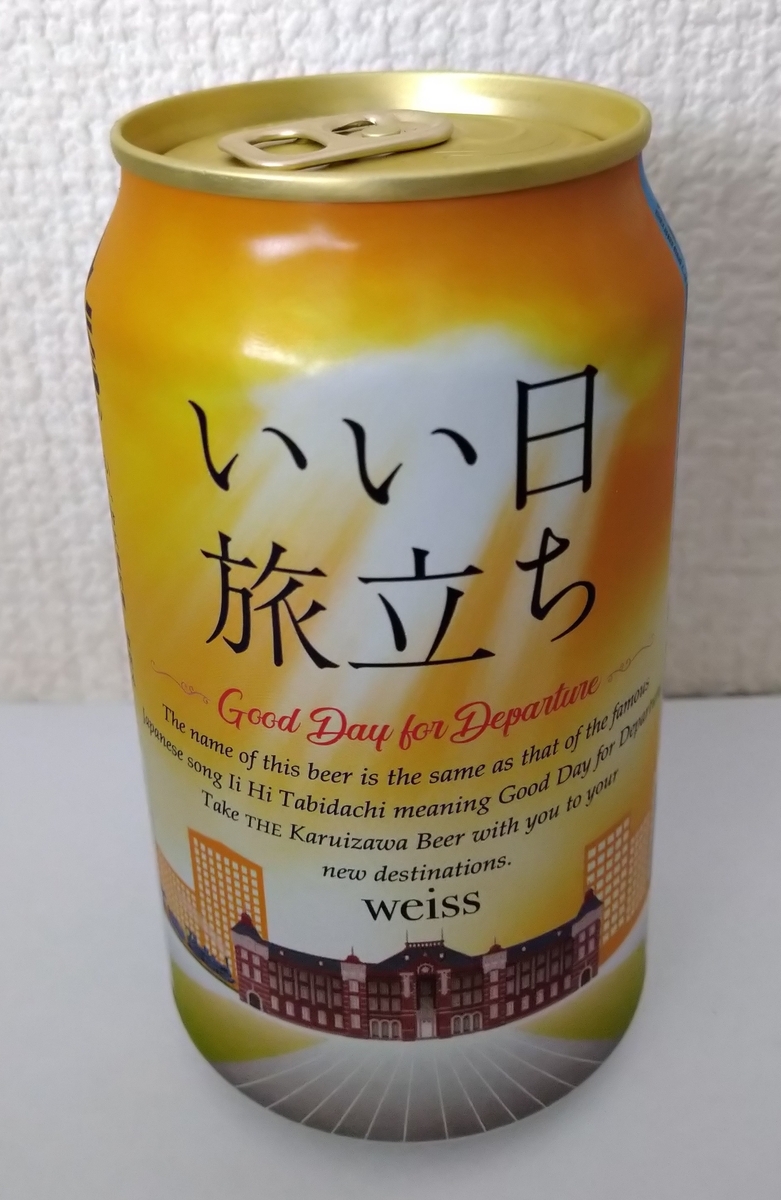 いい日
旅立ち
Good Day for Departure
The name of this beer is the same as that of the famous
Japanese song Ii Hi Tabidachi meaning Good Day for
Take THE Karuizawa Beer with you to your
new destinations.
weiss